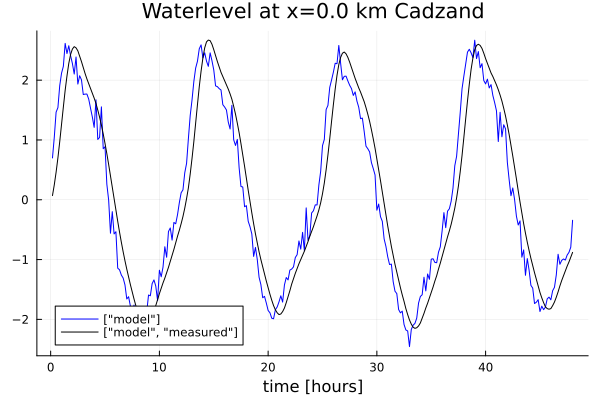 Waterlevel at x=0.0 km Cadzand
2
1
0
−1
−2
["model"]
["model", "measured"]
0
10
20
30
40
time [hours]